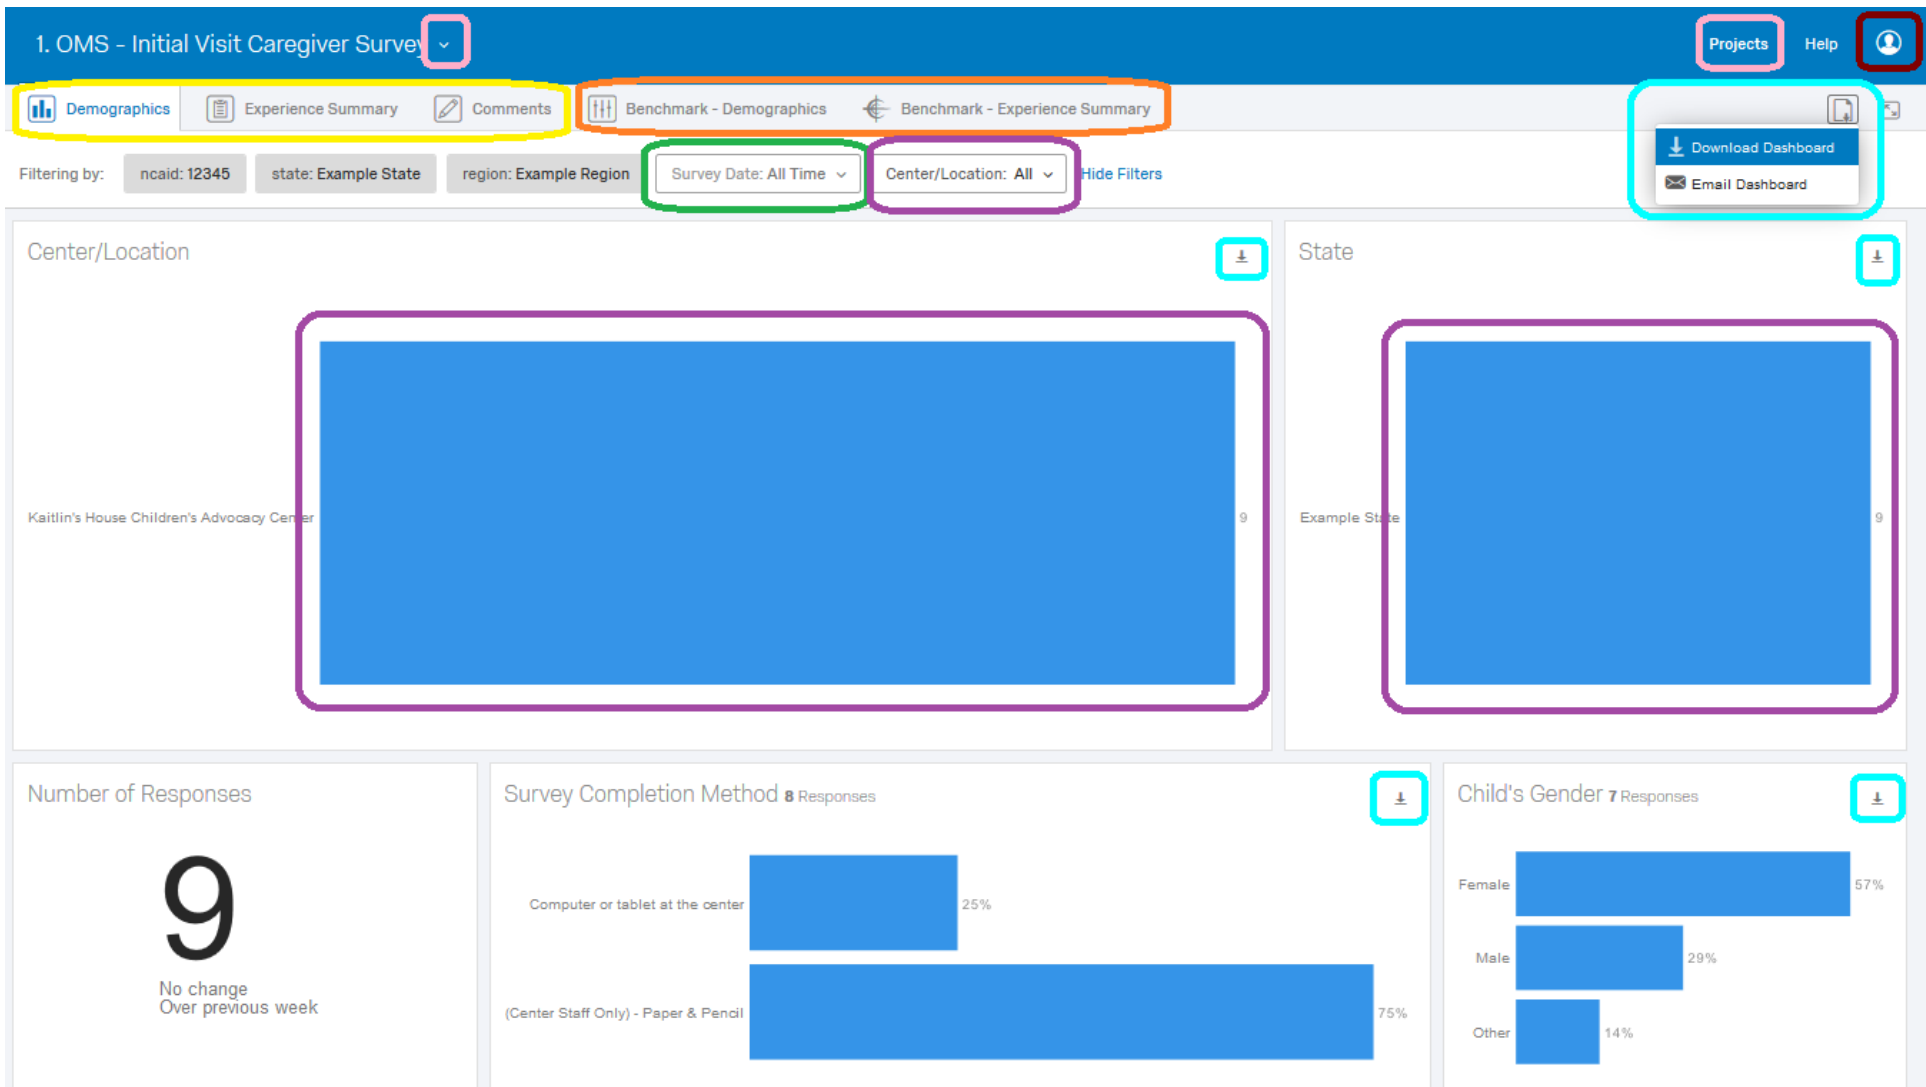 1. OMS - Initial Visit Caregiver Survey
Projects Help
Demographics Experience Summary Comments Benchmark - Demographics Benchmark - Experience Summary
Download Dashboard
Email Dashboard
Filtering by: ncaid: 12345 state: Example State region: Example Region Survey Date: All Time Center/Location: All Hide Filters
Center/Location
Kaitlin's House Children's Advocacy Center 9
State
Example State 9
Number of Responses
9
No change
Over previous week
Survey Completion Method 8 Responses
Computer or tablet at the center 25%
(Center Staff Only) - Paper & Pencil 75%
Child's Gender 7 Responses
Female 57%
Male 29%
Other 14%